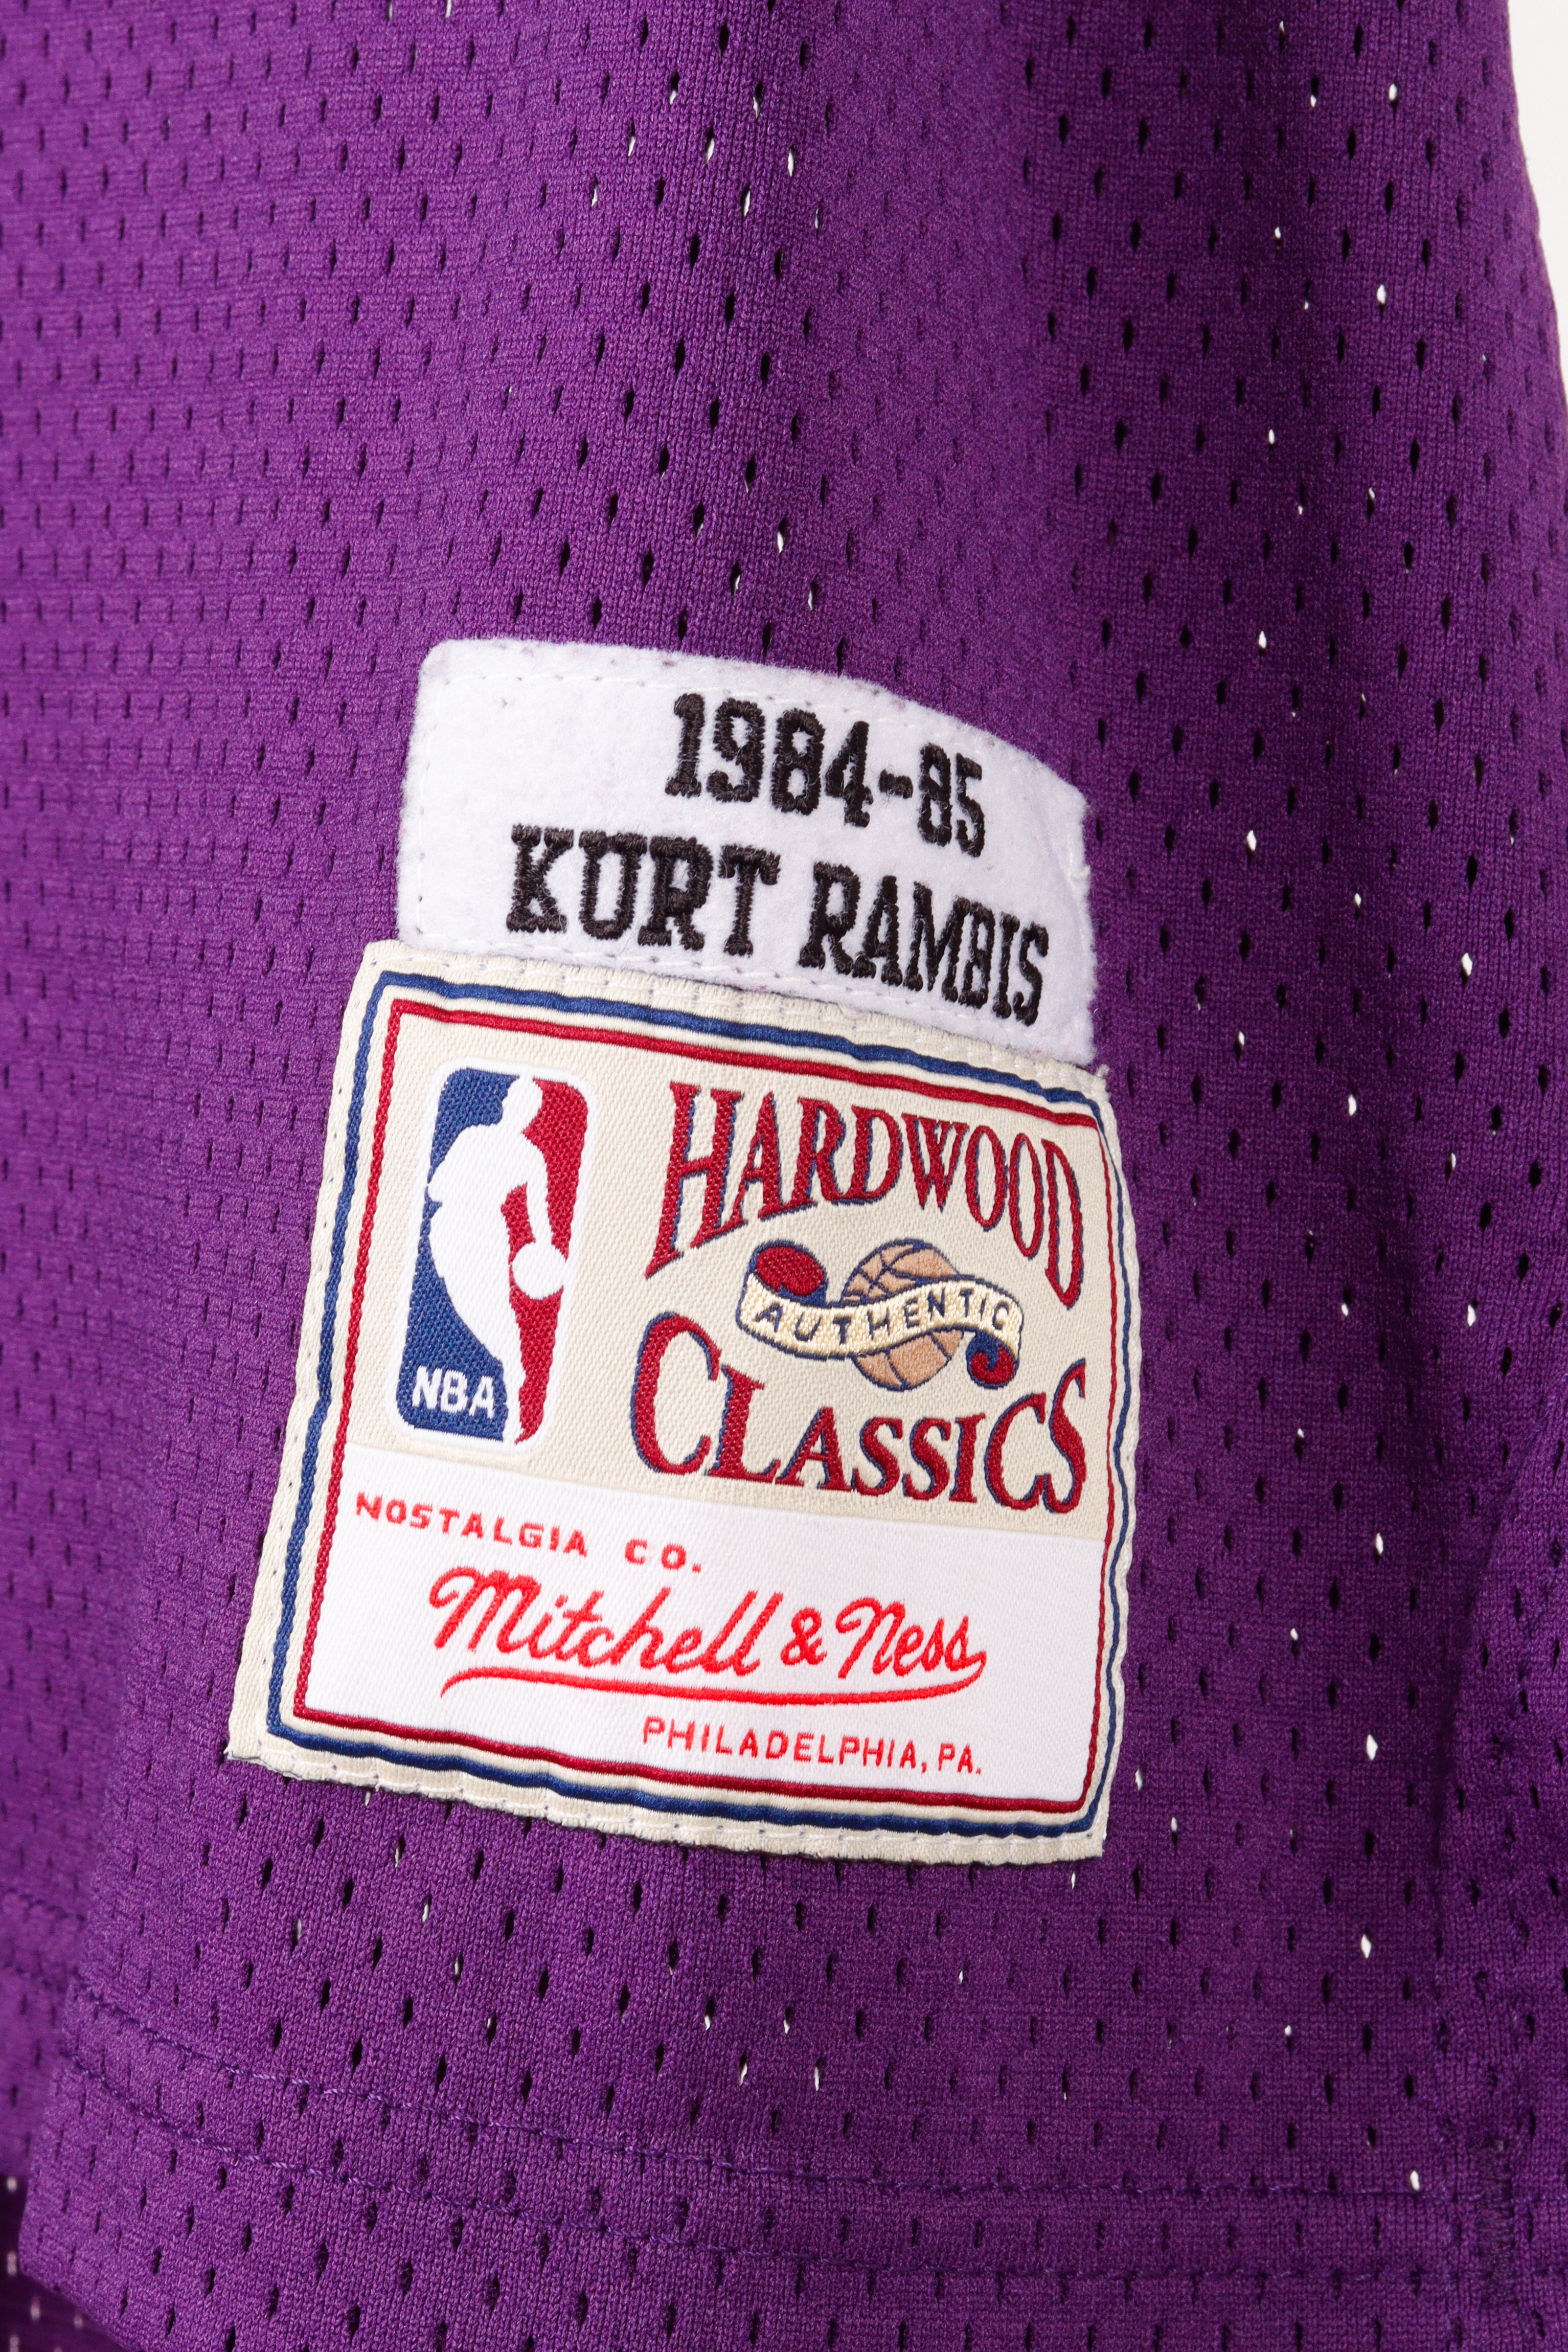 1984-85
KURT RAMBIS
HARDWOOD
AUTHENTIC
CLASSICS
NBA
NOSTALGIA CO.
Mitchell & Ness
PHILADELPHIA, PA.